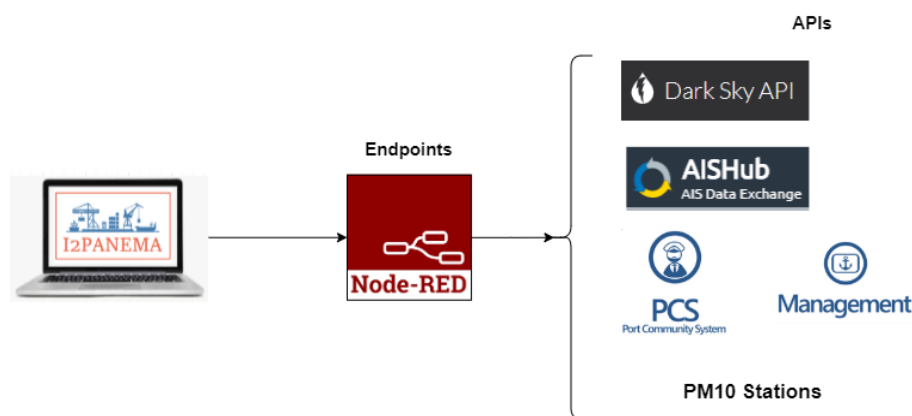 APIs
Dark Sky API
Endpoints
AISHub
AIS Data Exchange
I2PANEMA
Node-RED
PCS
Port Community System
Management
PM10 Stations